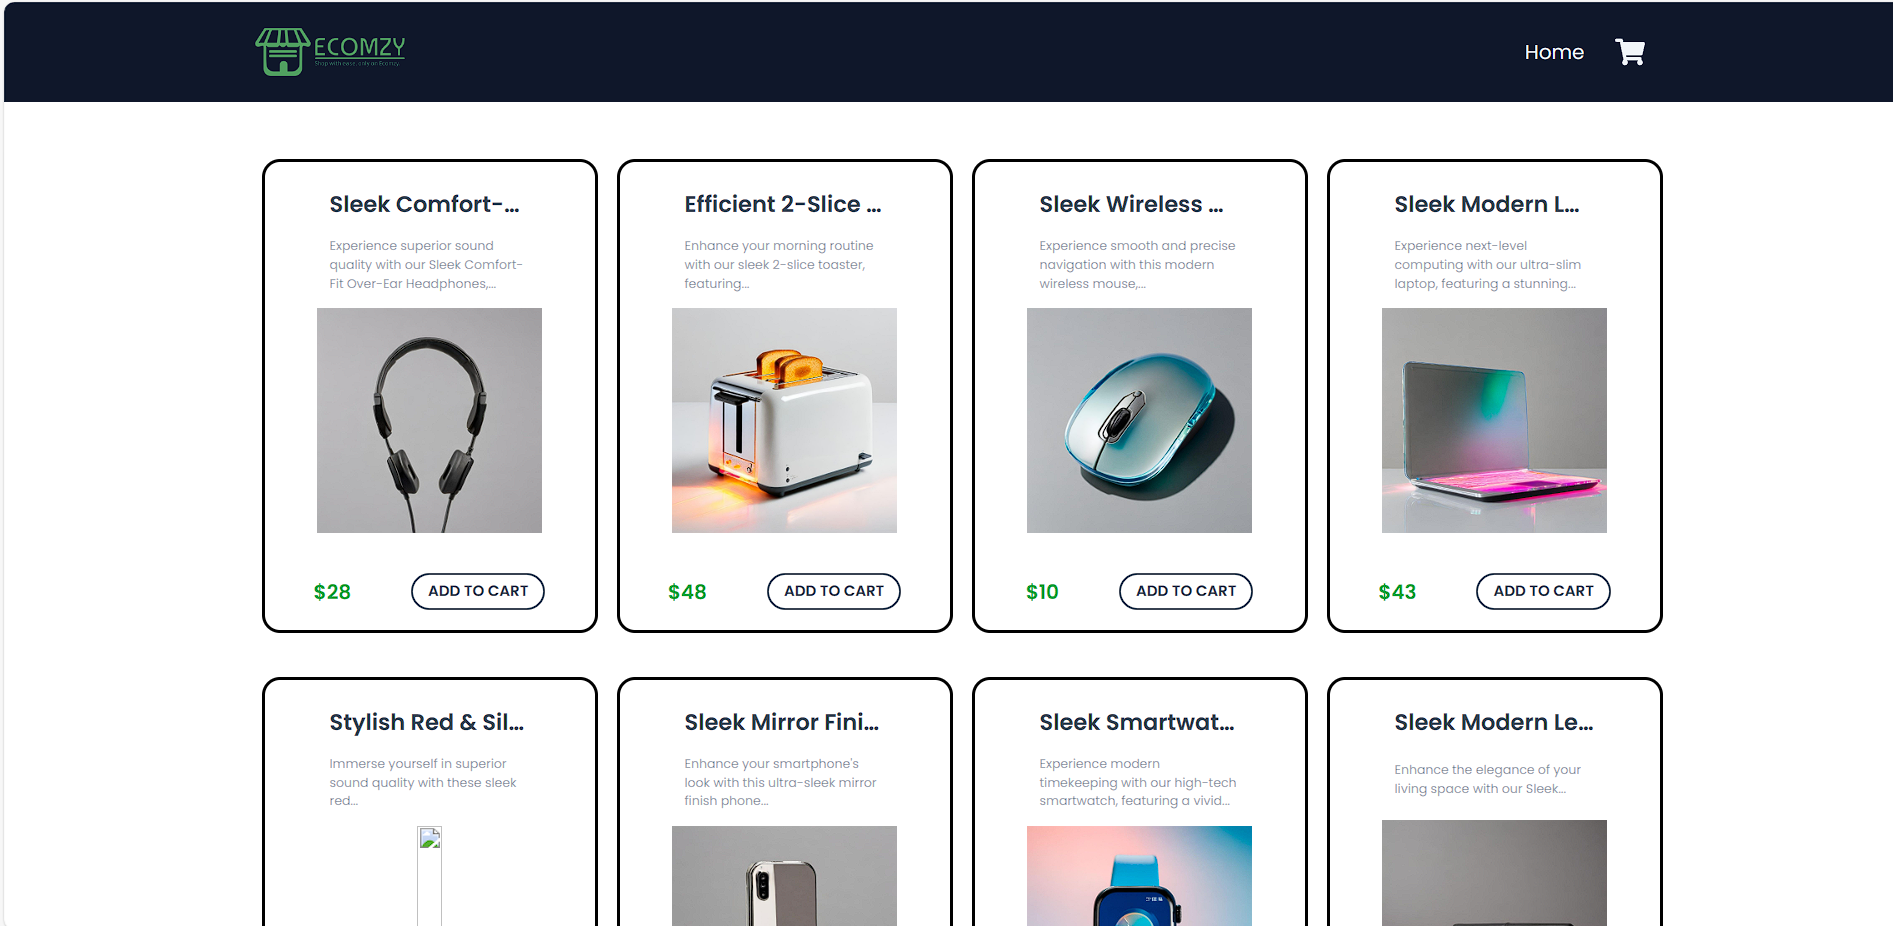 ECOMZY
Shop with ease, only on Ecomzy.
Home
Sleek Comfort-...
Experience superior sound
quality with our Sleek Comfort-
Fit Over-Ear Headphones,...
$28
ADD TO CART
Efficient 2-Slice ...
Enhance your morning routine
with our sleek 2-slice toaster,
featuring...
$48
ADD TO CART
Sleek Wireless ...
Experience smooth and precise
navigation with this modern
wireless mouse,...
$10
ADD TO CART
Sleek Modern L...
Experience next-level
computing with our ultra-slim
laptop, featuring a stunning...
$43
ADD TO CART
Stylish Red & Sil...
Immerse yourself in superior
sound quality with these sleek
red...
Sleek Mirror Fini...
Enhance your smartphone's
look with this ultra-sleek mirror
finish phone...
Sleek Smartwat...
Experience modern
timekeeping with our high-tech
smartwatch, featuring a vivid...
Sleek Modern Le...
Enhance the elegance of your
living space with our Sleek...